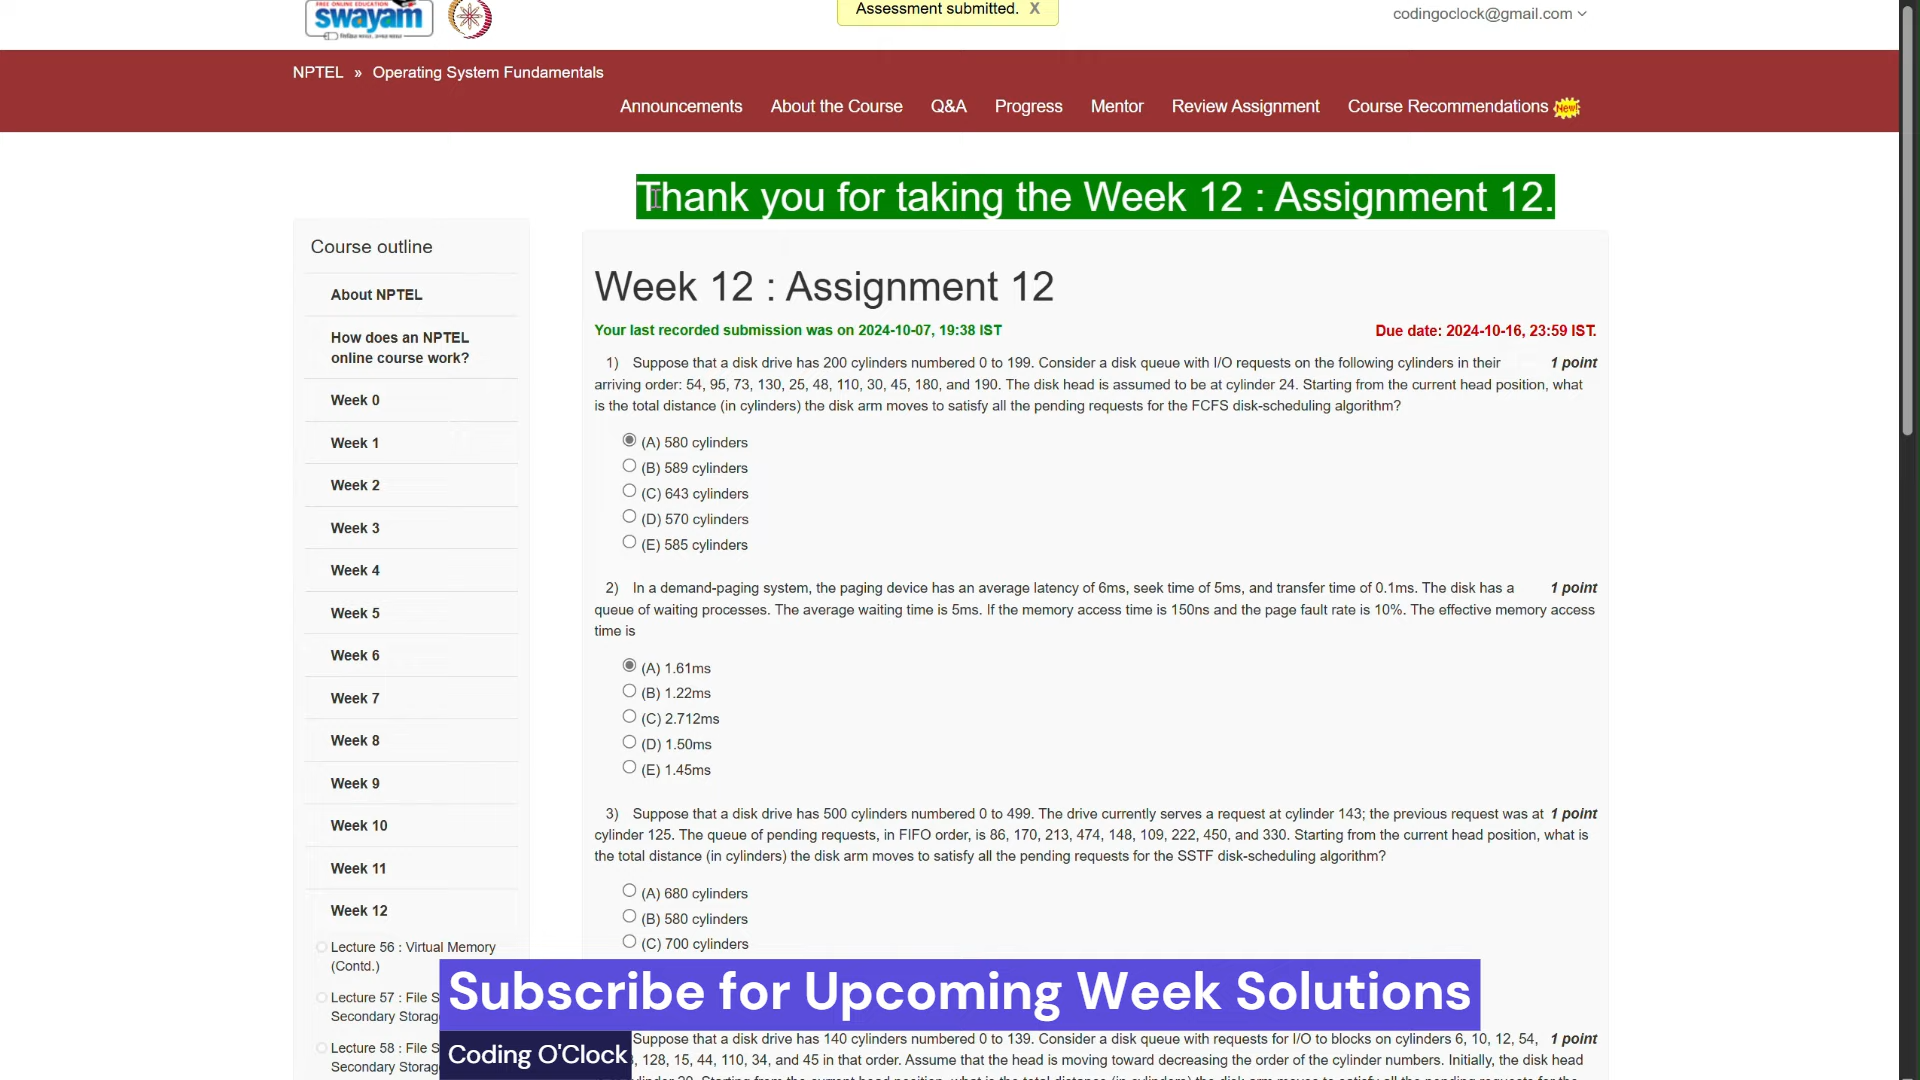 FREE ONLINE EDUCATION
swayam
Assessment submitted. X
codingoclock@gmail.com
NPTEL » Operating System Fundamentals
Announcements About the Course Q&A Progress Mentor Review Assignment Course Recommendations New!
Thank you for taking the Week 12 : Assignment 12.
Course outline
About NPTEL
How does an NPTEL
online course work?
Week 0
Week 1
Week 2
Week 3
Week 4
Week 5
Week 6
Week 7
Week 8
Week 9
Week 10
Week 11
Week 12
Lecture 56 : Virtual Memory
(Contd.)
Lecture 57 : File S
Secondary Storag
Lecture 58 : File S
Secondary Storag
Week 12 : Assignment 12
Your last recorded submission was on 2024-10-07, 19:38 IST Due date: 2024-10-16, 23:59 IST.
1) Suppose that a disk drive has 200 cylinders numbered 0 to 199. Consider a disk queue with I/O requests on the following cylinders in their 1 point
arriving order: 54, 95, 73, 130, 25, 48, 110, 30, 45, 180, and 190. The disk head is assumed to be at cylinder 24. Starting from the current head position, what
is the total distance (in cylinders) the disk arm moves to satisfy all the pending requests for the FCFS disk-scheduling algorithm?
(A) 580 cylinders
(B) 589 cylinders
(C) 643 cylinders
(D) 570 cylinders
(E) 585 cylinders
2) In a demand-paging system, the paging device has an average latency of 6ms, seek time of 5ms, and transfer time of 0.1ms. The disk has a 1 point
queue of waiting processes. The average waiting time is 5ms. If the memory access time is 150ns and the page fault rate is 10%. The effective memory access
time is
(A) 1.61ms
(B) 1.22ms
(C) 2.712ms
(D) 1.50ms
(E) 1.45ms
3) Suppose that a disk drive has 500 cylinders numbered 0 to 499. The drive currently serves a request at cylinder 143; the previous request was at 1 point
cylinder 125. The queue of pending requests, in FIFO order, is 86, 170, 213, 474, 148, 109, 222, 450, and 330. Starting from the current head position, what is
the total distance (in cylinders) the disk arm moves to satisfy all the pending requests for the SSTF disk-scheduling algorithm?
(A) 680 cylinders
(B) 580 cylinders
(C) 700 cylinders
Subscribe for Upcoming Week Solutions
Coding O'Clock
Suppose that a disk drive has 140 cylinders numbered 0 to 139. Consider a disk queue with requests for I/O to blocks on cylinders 6, 10, 12, 54, 1 point
, 128, 15, 44, 110, 34, and 45 in that order. Assume that the head is moving toward decreasing the order of the cylinder numbers. Initially, the disk head